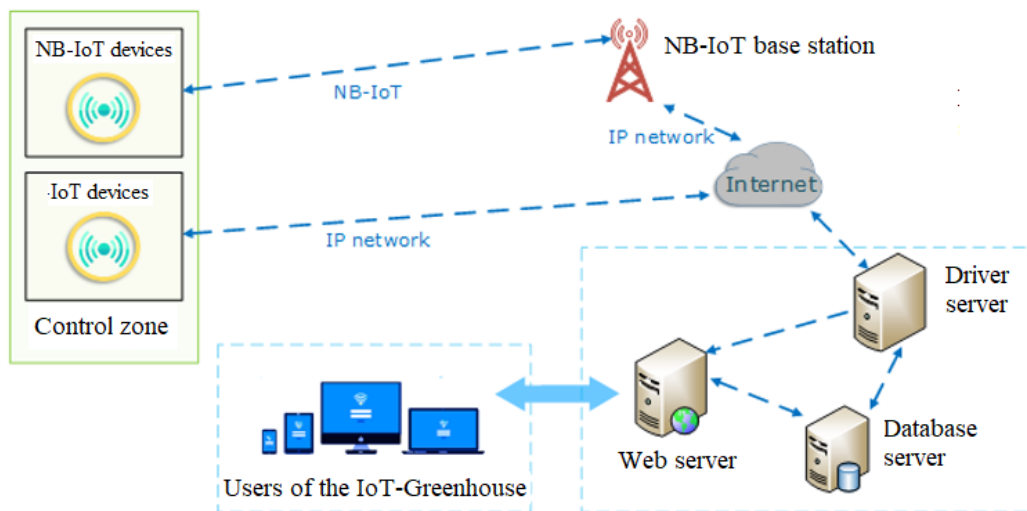 NB-IoT devices
NB-IoT base station
NB-IoT
IP network
Internet
IoT devices
IP network
Control zone
Driver
server
Web server
Database
server
Users of the IoT-Greenhouse